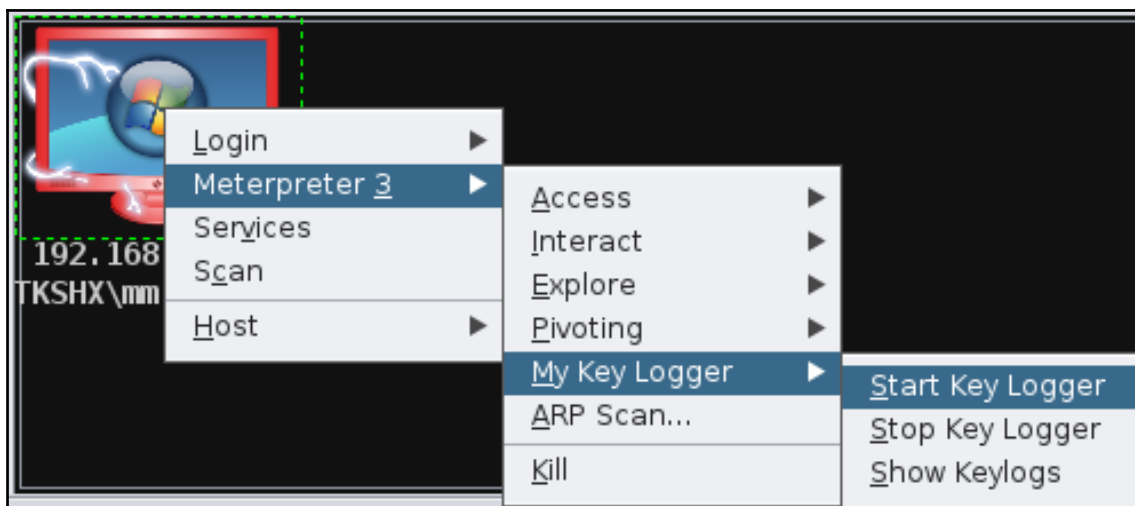 Login
Meterpreter 3
Services
Scan
Host
192.168
TKSHX\mm
Access
Interact
Explore
Pivoting
My Key Logger
ARP Scan...
Kill
Start Key Logger
Stop Key Logger
Show Keylogs